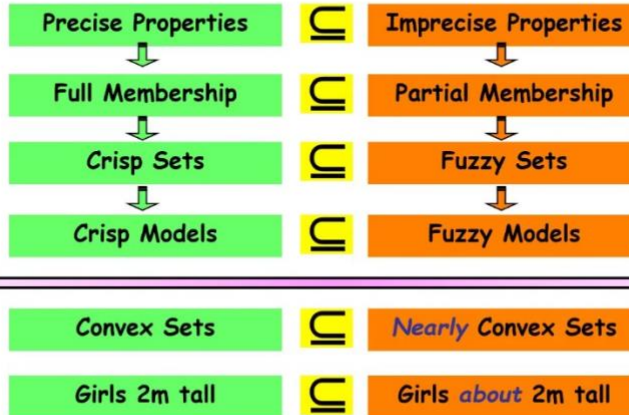 Precise Properties ⊆ Imprecise Properties
Full Membership ⊆ Partial Membership
Crisp Sets ⊆ Fuzzy Sets
Crisp Models ⊆ Fuzzy Models
Convex Sets ⊆ Nearly Convex Sets
Girls 2m tall ⊆ Girls about 2m tall